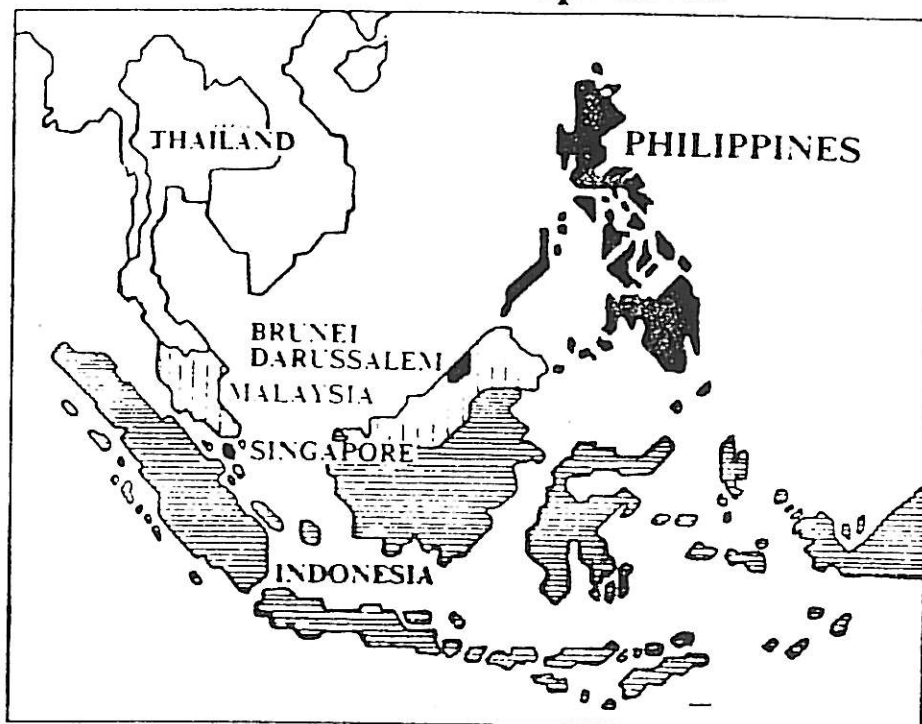 THAILAND
PHILIPPINES
BRUNEI
DARUSSALEM
MALAYSIA
SINGAPORE
INDONESIA